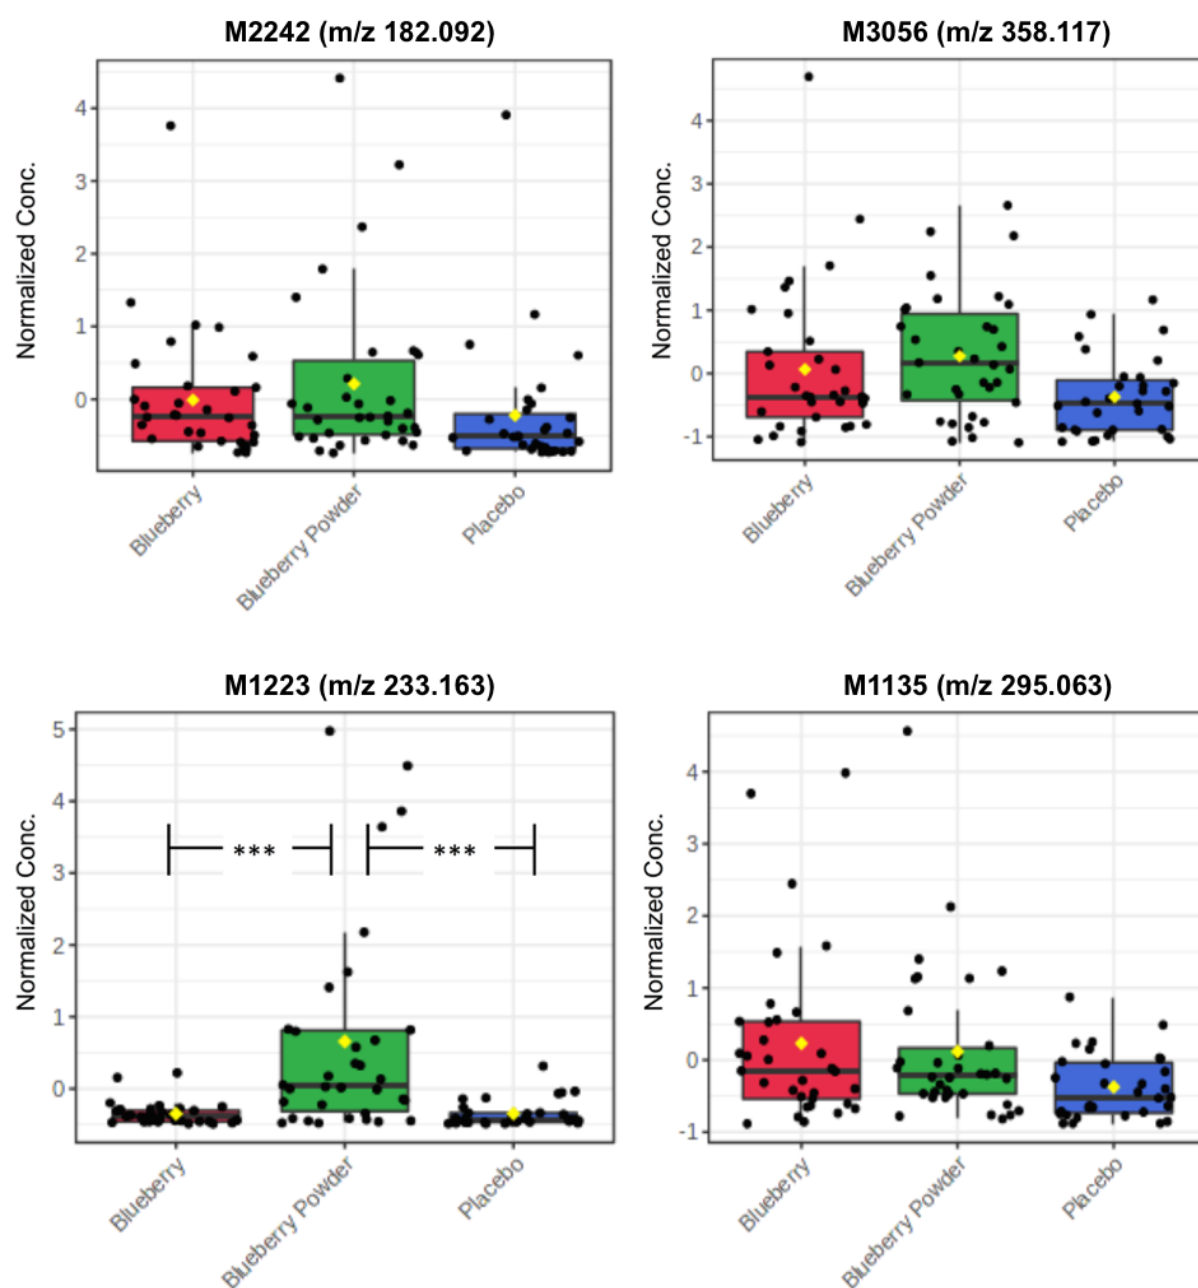 M2242 (m/z 182.092)
Normalized Conc.
4
3
2
1
0
Blueberry
Blueberry Powder
Placebo
M3056 (m/z 358.117)
Normalized Conc.
4
3
2
1
0
-1
Blueberry
Blueberry Powder
Placebo
M1223 (m/z 233.163)
Normalized Conc.
5
4
3
2
1
0
***
***
Blueberry
Blueberry Powder
Placebo
M1135 (m/z 295.063)
Normalized Conc.
4
3
2
1
0
-1
Blueberry
Blueberry Powder
Placebo